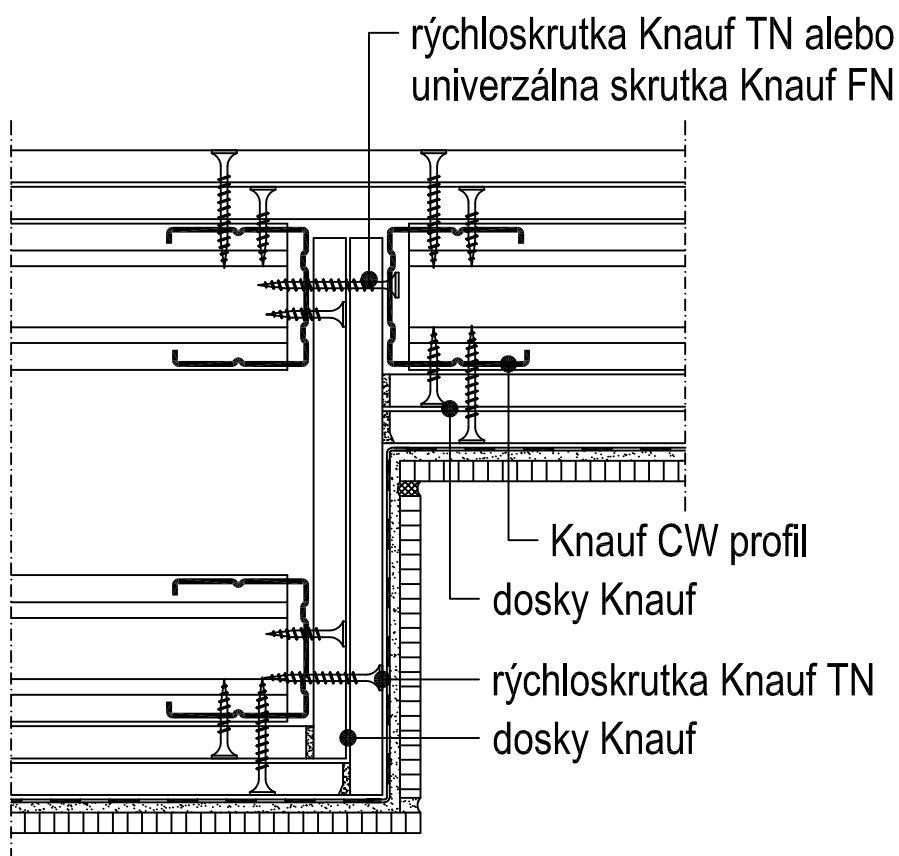 rýchloskrutka Knauf TN alebo
univerzálna skrutka Knauf FN
Knauf CW profil
dosky Knauf
rýchloskrutka Knauf TN
dosky Knauf